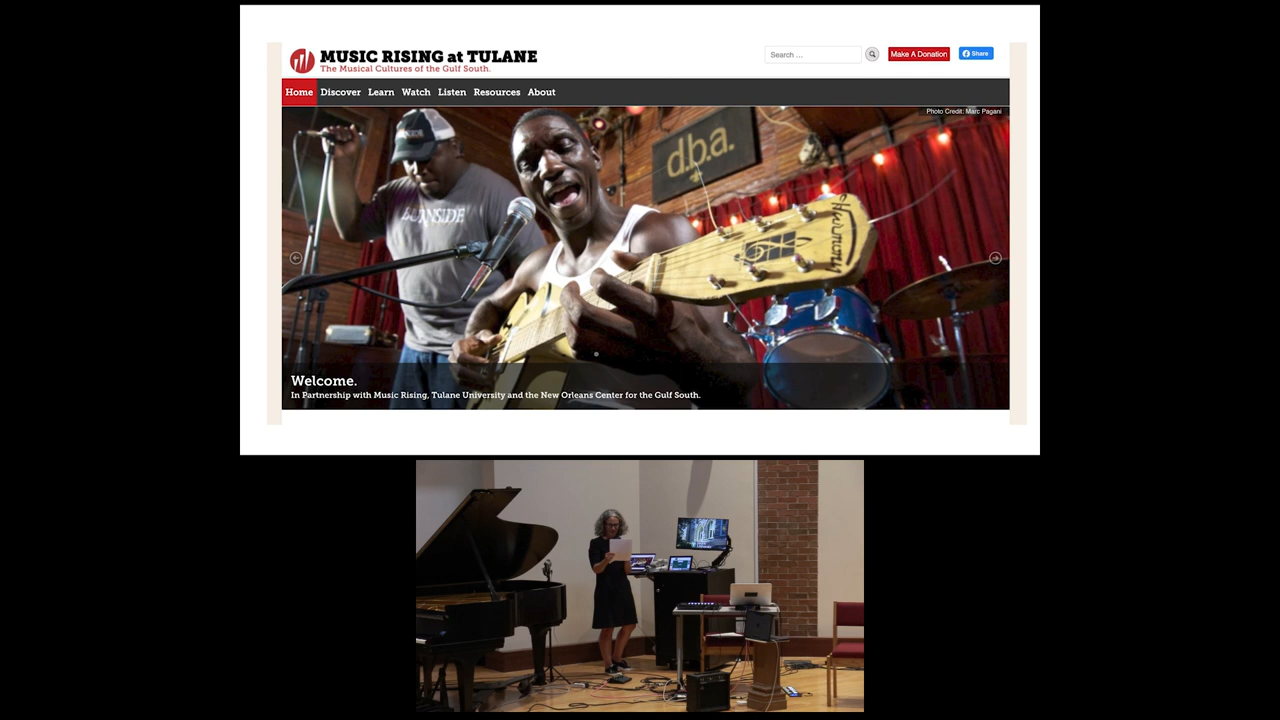 MUSIC RISING at TULANE
The Musical Cultures of the Gulf South.
Search ...
Make A Donation
Share
Home Discover Learn Watch Listen Resources About
Photo Credit: Marc Pagani
d.b.a.
Harmony
BURNSIDE
Welcome.
In Partnership with Music Rising, Tulane University and the New Orleans Center for the Gulf South.